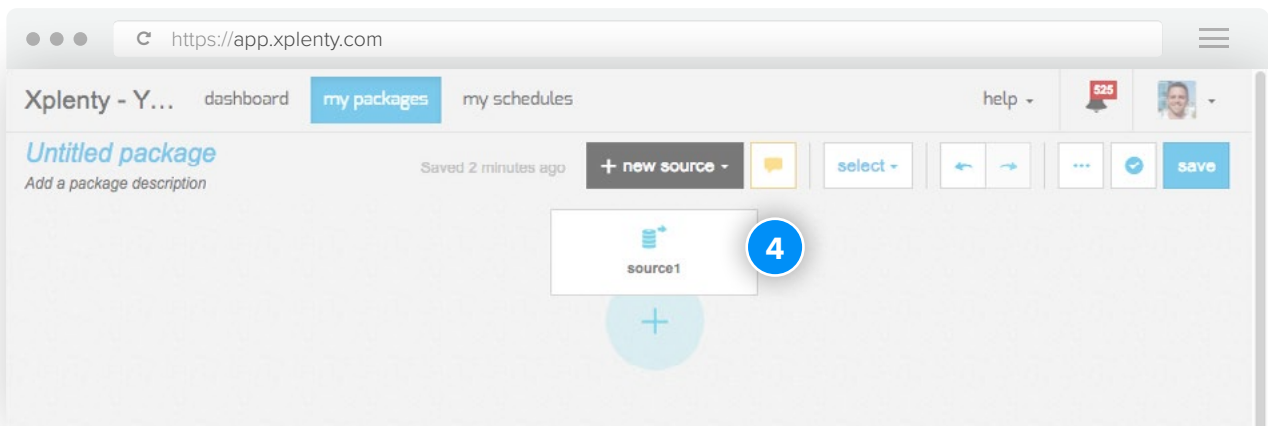 https://app.xplenty.com
Xplenty - Y... dashboard my packages my schedules help 525
Untitled package Saved 2 minutes ago + new source select ... save
Add a package description
4
source1
+